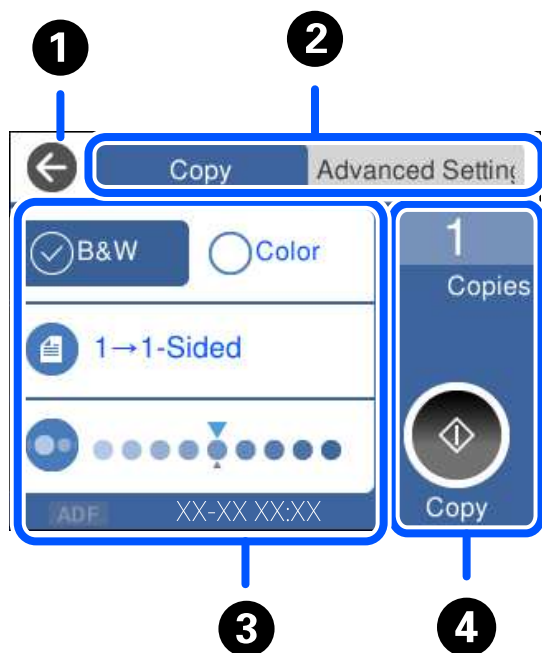 1
2
Copy
Advanced Setting
B&W
Color
1
Copies
1→1-Sided
ADF
XX-XX XX:XX
Copy
3
4